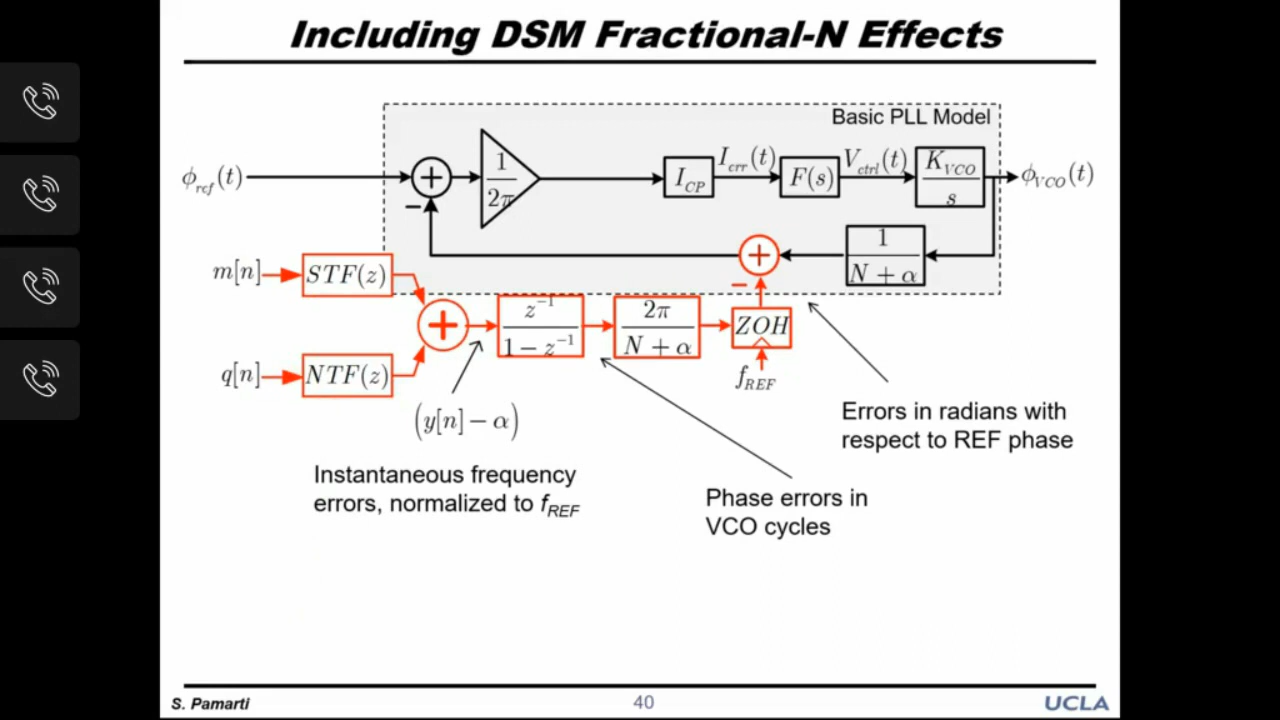 Including DSM Fractional-N Effects
Basic PLL Model
ϕ_ref(t)
+
−
1
2π
I_CP
I_err(t)
F(s)
V_ctrl(t)
K_VCO
s
ϕ_VCO(t)
1
N + α
+
−
m[n]
STF(z)
q[n]
NTF(z)
+
z⁻¹
1 − z⁻¹
2π
N + α
ZOH
f_REF
(y[n] − α)
Instantaneous frequency
errors, normalized to f_REF
Phase errors in
VCO cycles
Errors in radians with
respect to REF phase
S. Pamarti
40
UCLA